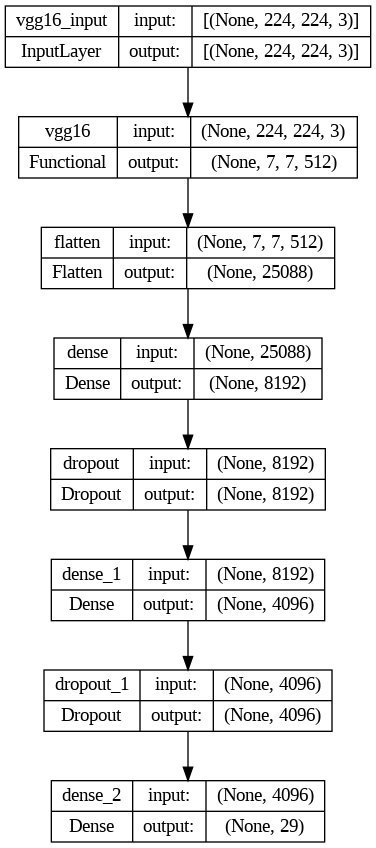 vgg16_input input: [(None, 224, 224, 3)]
InputLayer output: [(None, 224, 224, 3)]
vgg16 input: (None, 224, 224, 3)
Functional output: (None, 7, 7, 512)
flatten input: (None, 7, 7, 512)
Flatten output: (None, 25088)
dense input: (None, 25088)
Dense output: (None, 8192)
dropout input: (None, 8192)
Dropout output: (None, 8192)
dense_1 input: (None, 8192)
Dense output: (None, 4096)
dropout_1 input: (None, 4096)
Dropout output: (None, 4096)
dense_2 input: (None, 4096)
Dense output: (None, 29)